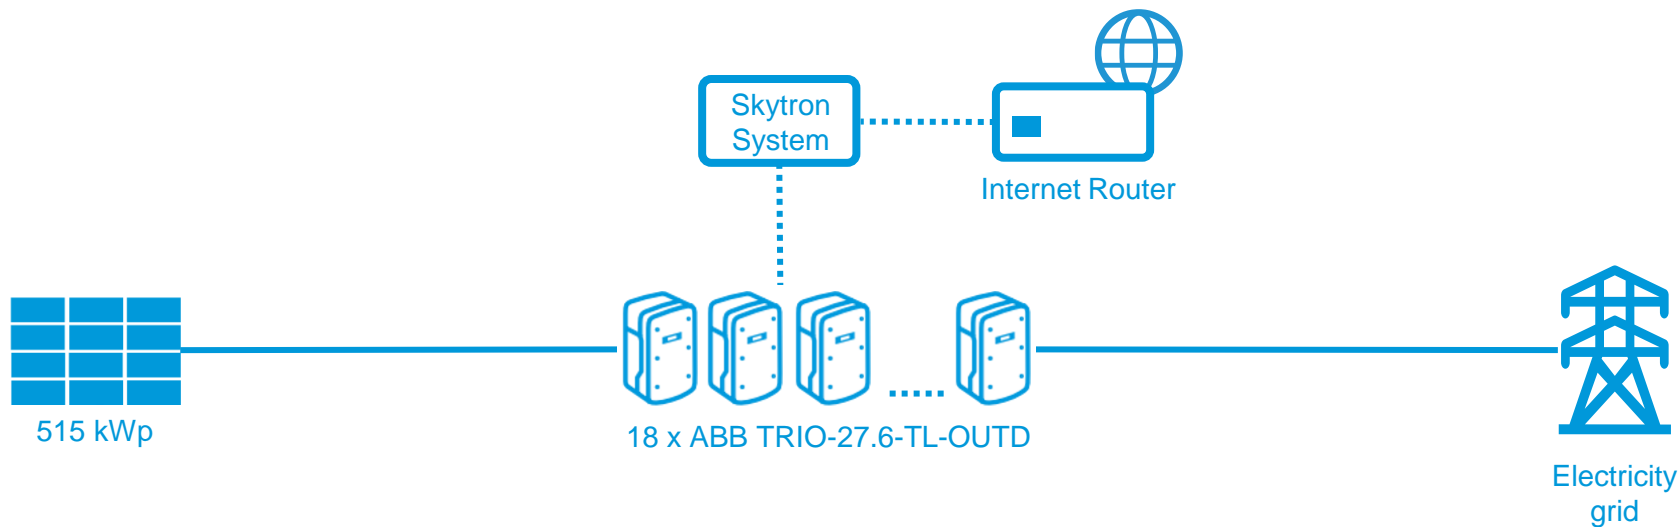 Skytron
System
Internet Router
515 kWp
18 x ABB TRIO-27.6-TL-OUTD
Electricity
grid